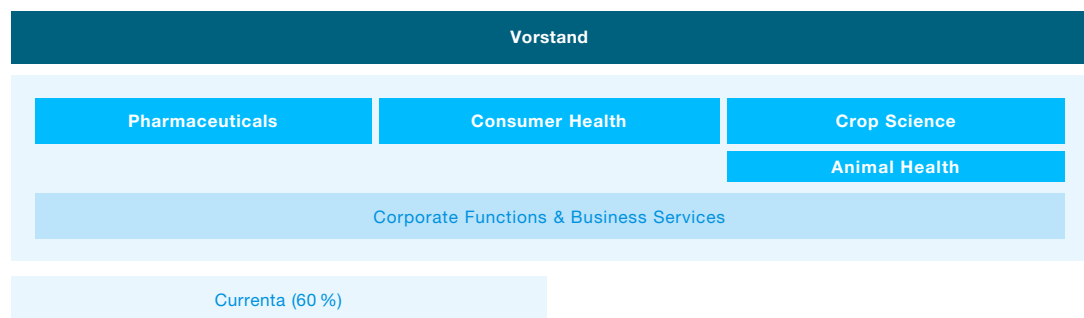 Vorstand
Pharmaceuticals
Consumer Health
Crop Science
Animal Health
Corporate Functions & Business Services
Currenta (60 %)